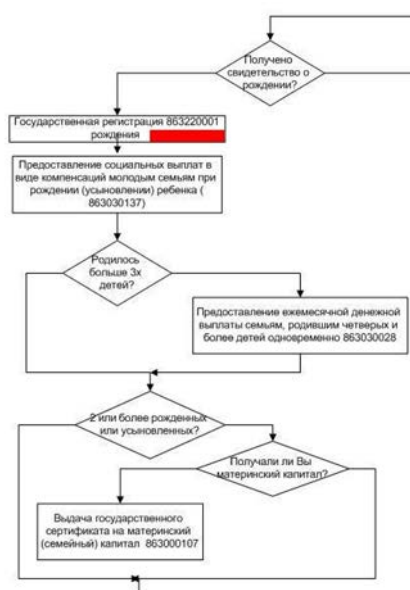 Получено
свидетельство о
рождении?
Государственная регистрация 863220001
рождения
Предоставление социальных выплат в
виде компенсаций молодым семьям при
рождении (усыновлении) ребенка (
863030137)
Родилось
больше 3х
детей?
Предоставление ежемесячной денежной
выплаты семьям, родившим четверых и
более детей одновременно 863030028
2 или более рожденных
или усыновленных?
Получали ли Вы
материнский капитал?
Выдача государственного
сертификата на материнский
(семейный) капитал 863000107